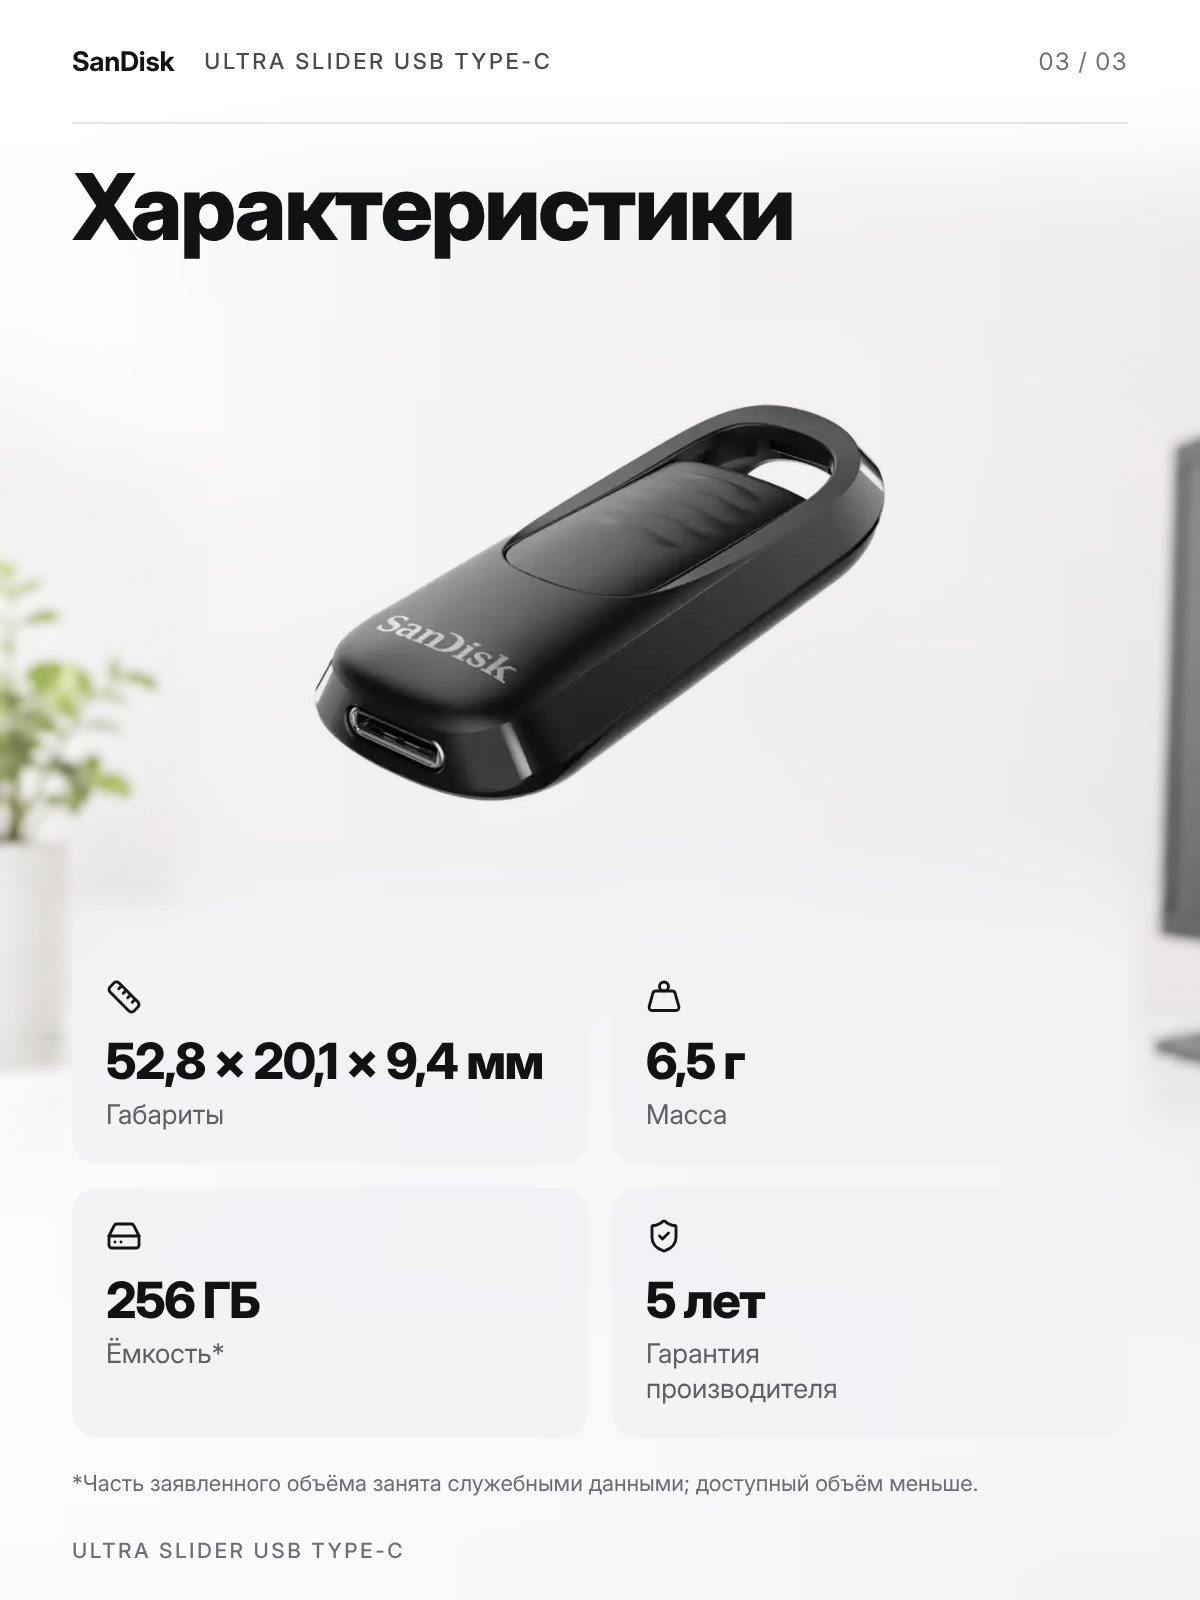 SanDisk ULTRA SLIDER USB TYPE-C 03 / 03
Характеристики
SanDisk
52,8 × 20,1 × 9,4 мм
Габариты
6,5 г
Масса
256 ГБ
Ёмкость*
5 лет
Гарантия
производителя
*Часть заявленного объёма занята служебными данными; доступный объём меньше.
ULTRA SLIDER USB TYPE-C